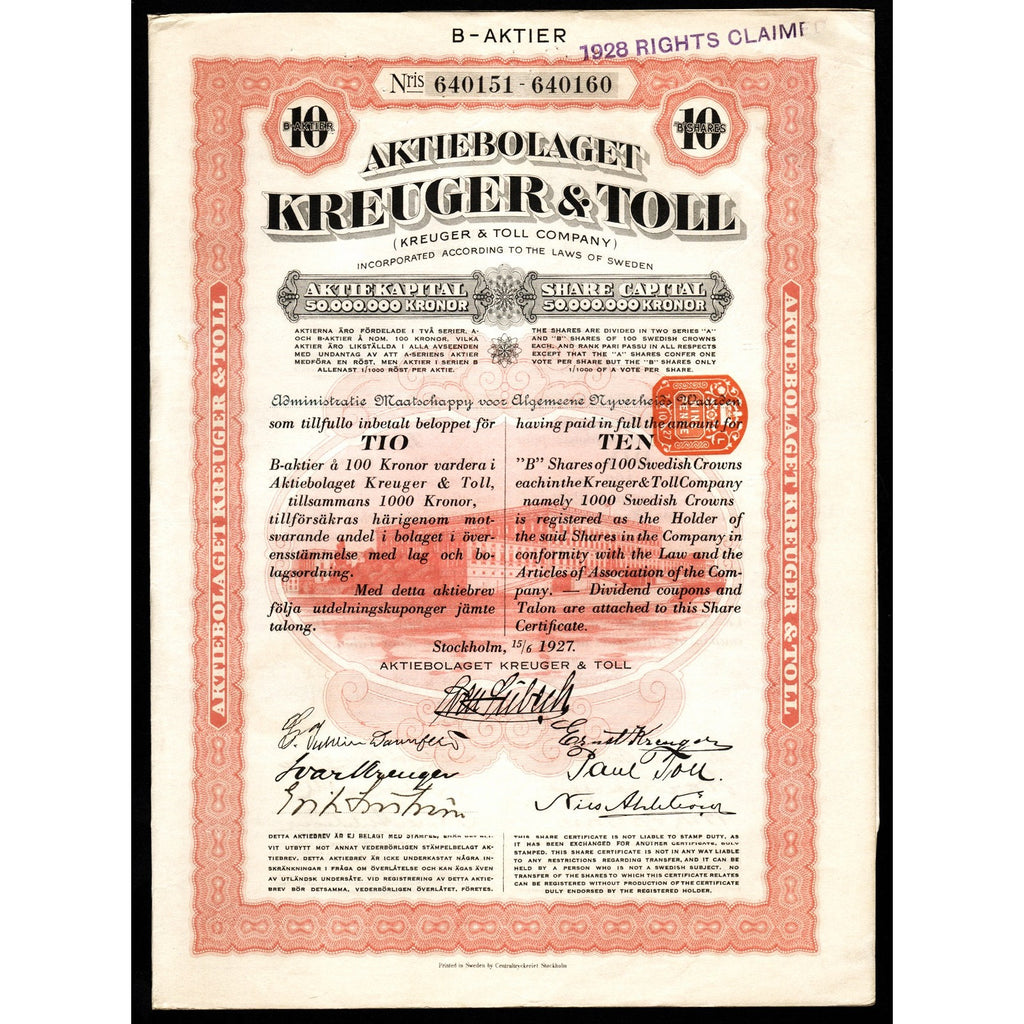 B-AKTIER
1928 RIGHTS CLAIME
Nris 640151-640160
10
B-AKTIER
10
B SHARES
AKTIEBOLAGET
KREUGER & TOLL
(KREUGER & TOLL COMPANY)
INCORPORATED ACCORDING TO THE LAWS OF SWEDEN
AKTIEKAPITAL
50.000.000 KRONOR
SHARE CAPITAL
50.000.000 KRONOR
AKTIERNA ÄRO FÖRDELADE I TVÅ SERIER, A-
OCH B-AKTIER Å NOM. 100 KRONOR, VILKA
AKTIER ÄRO LIKSTÄLLDA I ALLA AVSEENDEN
MED UNDANTAG AV ATT A-SERIENS AKTIER
MEDFÖRA EN RÖST, MEN AKTIER I SERIEN B
ALLENAST 1/1000 RÖST PER AKTIE.
THE SHARES ARE DIVIDED IN TWO SERIES "A"
AND "B" SHARES OF 100 SWEDISH CROWNS
EACH, AND RANK PARI PASSU IN ALL RESPECTS
EXCEPT THAT THE "A" SHARES CONFER ONE
VOTE PER SHARE BUT THE "B" SHARES ONLY
1/1000 OF A VOTE PER SHARE.
Administratie Maatschappy voor Algemeene Nyverheids Waarden
som tillfullo inbetalt beloppet för
TIO
B-aktier å 100 Kronor vardera i
Aktiebolaget Kreuger & Toll,
tillsammans 1000 Kronor,
tillförsäkras härigenom mot-
svarande andel i bolaget i över-
ensstämmelse med lag och bo-
lagsordning.
Med detta aktiebrev
följa utdelningskuponger jämte
talong.
having paid in full the amount for
TEN
"B" Shares of 100 Swedish Crowns
each in the Kreuger & Toll Company
namely 1000 Swedish Crowns
is registered as the Holder of
the said Shares in the Company in
conformity with the Law and the
Articles of Association of the Com-
pany. — Dividend coupons and
Talon are attached to this Share
Certificate.
Stockholm, 15/6 1927.
AKTIEBOLAGET KREUGER & TOLL
Ernst Kreuger
Ivar Kreuger
Paul Toll.
Nils Ahlström
DETTA AKTIEBREV ÄR EJ BELAGT MED STÄMPEL,
VIT UTBYTT MOT ANNAT VEDERBÖRLIGEN STÄMPELBELAGT AK-
TIEBREV. DETTA AKTIEBREV ÄR ICKE UNDERKASTAT NÅGRA IN-
SKRÄNKNINGAR I FRÅGA OM ÖVERLÅTELSE OCH KAN ÄGAS ÄVEN
AV UTLÄNDSK UNDERSÅTE. VID REGISTRERING AV DETTA AKTIE-
BREV BÖR DETSAMMA, VEDERBÖRLIGEN ÖVERLÅTET, FÖRETES.
THIS SHARE CERTIFICATE IS NOT LIABLE TO STAMP DUTY, AS
IT HAS BEEN EXCHANGED FOR ANOTHER CERTIFICATE, DULY
STAMPED. THIS SHARE CERTIFICATE IS NOT IN ANY WAY LIABLE
TO ANY RESTRICTIONS REGARDING TRANSFER, AND IT CAN BE
HELD BY A PERSON WHO IS NOT A SWEDISH SUBJECT. NO
TRANSFER OF THE SHARES TO WHICH THIS CERTIFICATE RELATES
CAN BE REGISTERED WITHOUT PRODUCTION OF THE CERTIFICATE
DULY ENDORSED BY THE REGISTERED HOLDER.
AKTIEBOLAGET KREUGER & TOLL
AKTIEBOLAGET KREUGER & TOLL
Printed in Sweden by Centraltryckeriet Stockholm